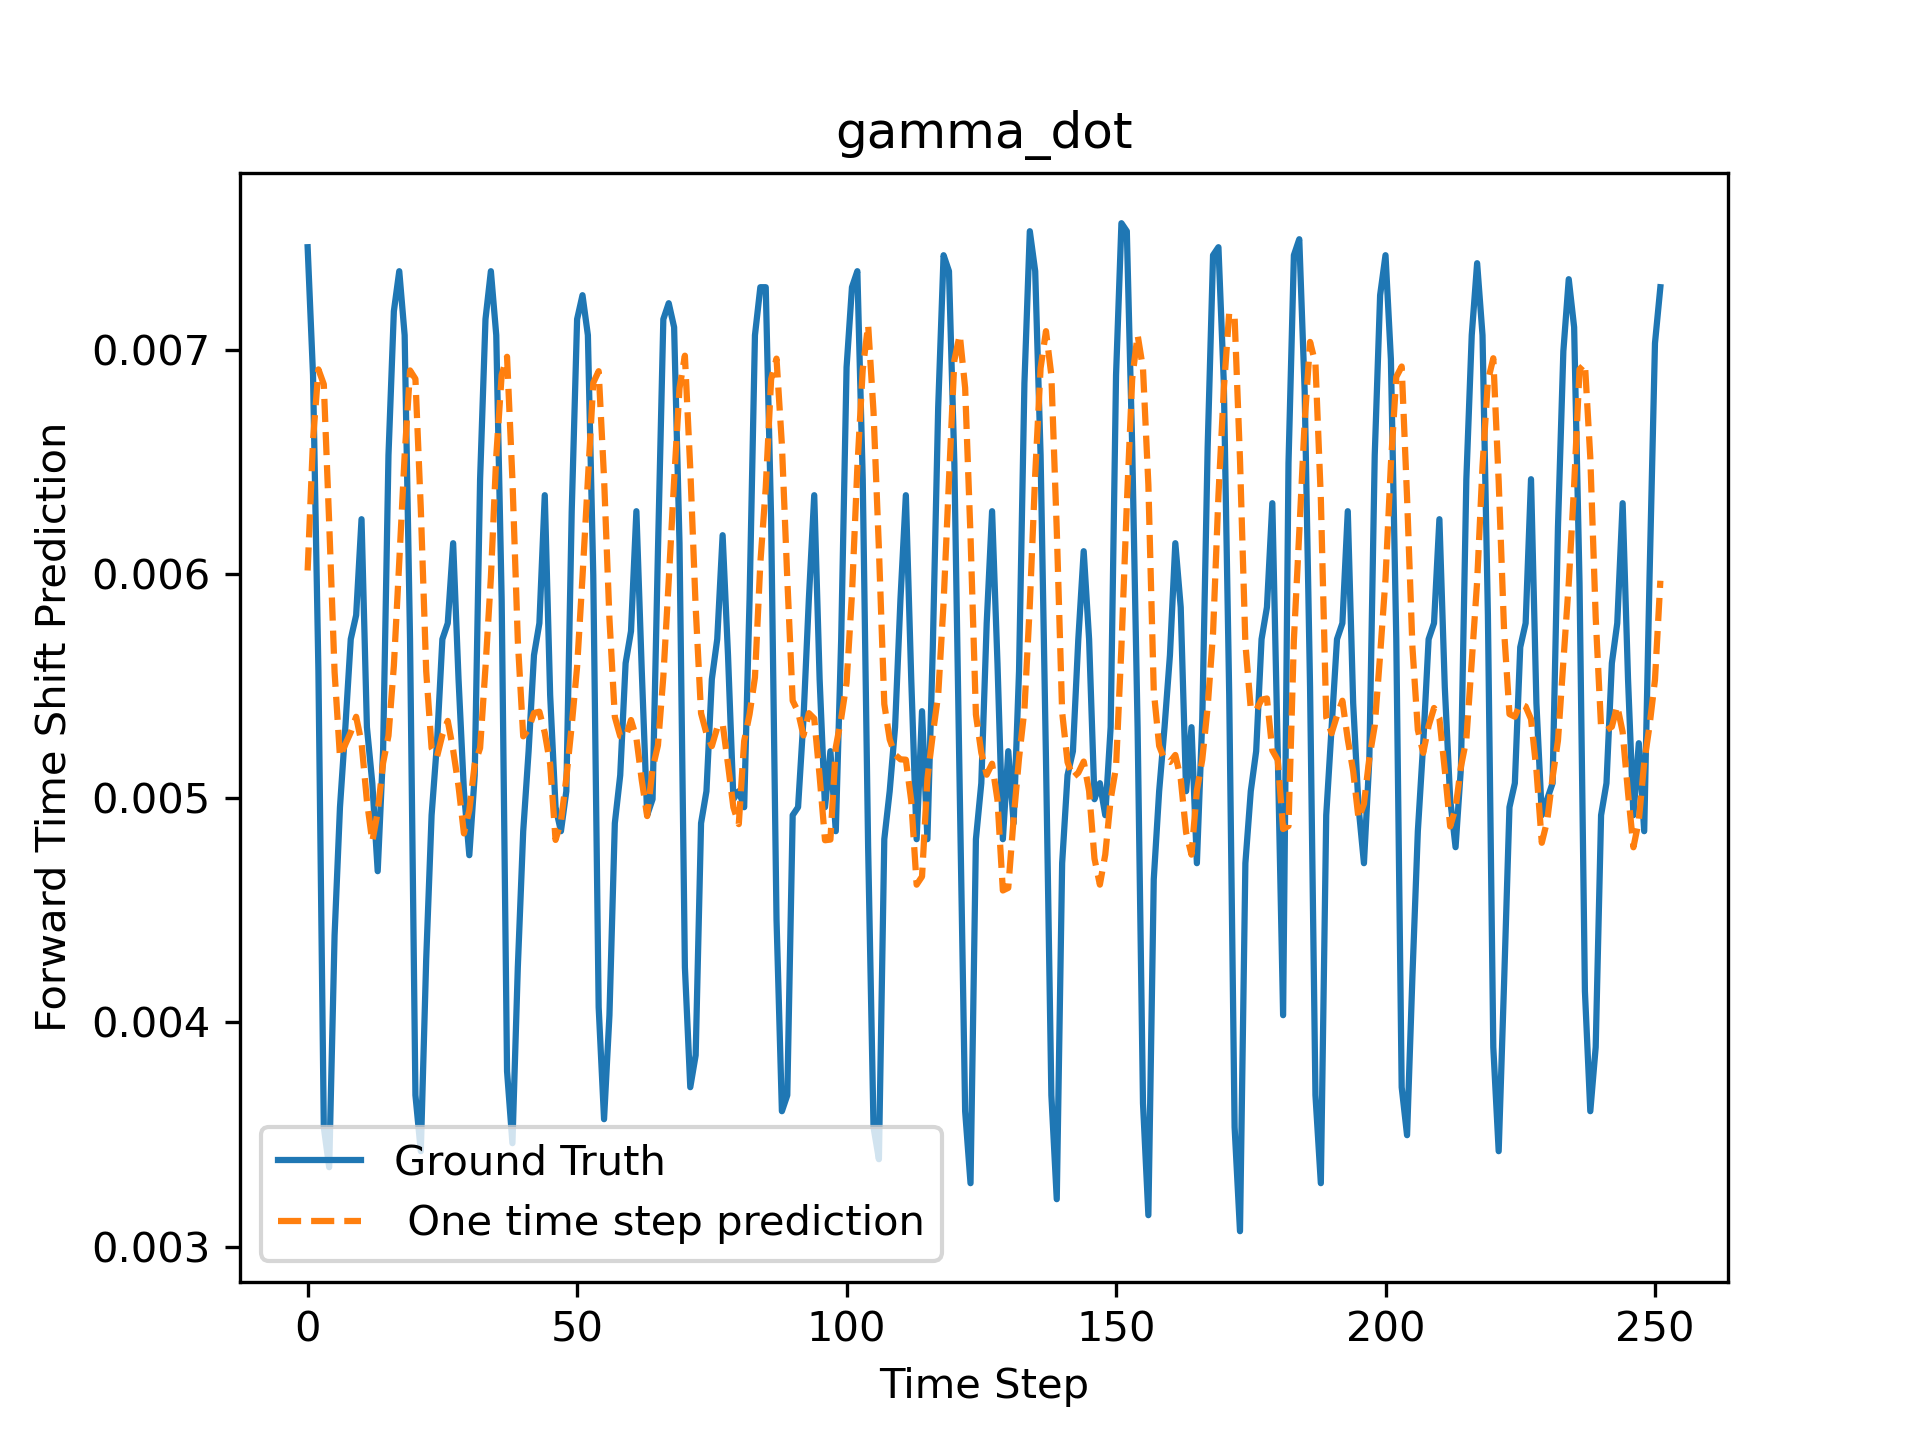 gamma_dot
Forward Time Shift Prediction
0.007
0.006
0.005
0.004
0.003
Ground Truth
One time step prediction
0 50 100 150 200 250
Time Step